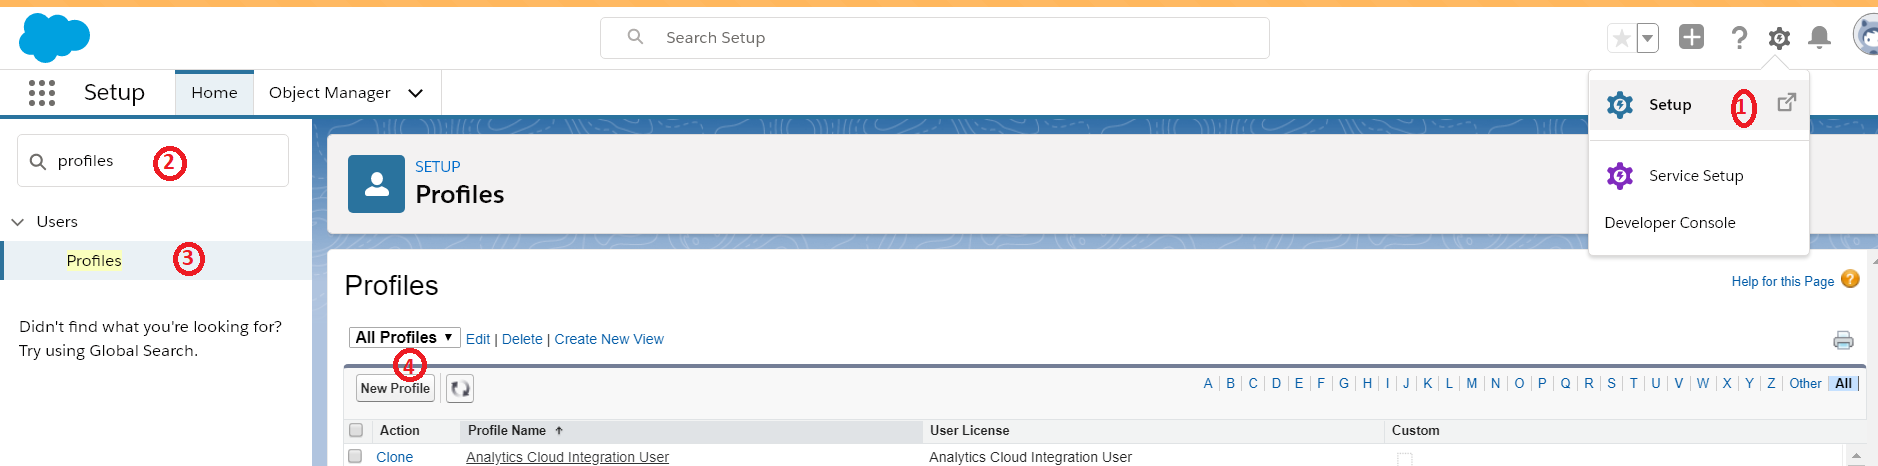 Search Setup
Setup
Home
Object Manager
Setup
1
Service Setup
Developer Console
profiles
2
Users
Profiles
3
Didn't find what you're looking for?
Try using Global Search.
SETUP
Profiles
Profiles
Help for this Page ?
All Profiles
Edit | Delete | Create New View
4
New Profile
A | B | C | D | E | F | G | H | I | J | K | L | M | N | O | P | Q | R | S | T | U | V | W | X | Y | Z | Other | All
Action Profile Name ↑ User License Custom
Clone Analytics Cloud Integration User Analytics Cloud Integration User